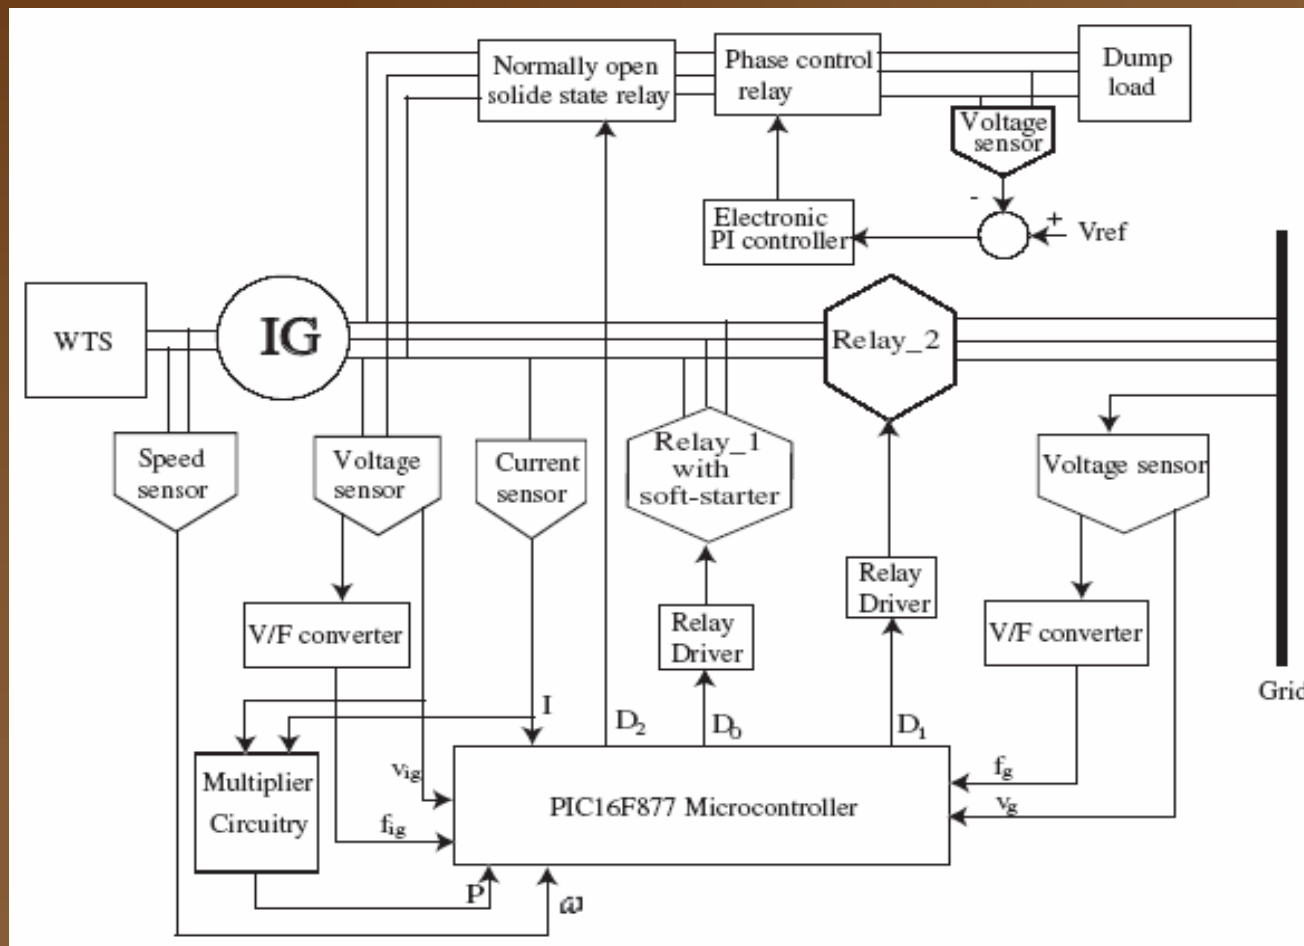 Normally open
solide state relay
Phase control
relay
Dump
load
Voltage
sensor
-
+
Vref
Electronic
PI controller
WTS
IG
Relay_2
Speed
sensor
Voltage
sensor
Current
sensor
Relay_1
with
soft-starter
Voltage sensor
V/F converter
Relay
Driver
Relay
Driver
V/F converter
Grid
I
D2
D0
D1
Multiplier
Circuitry
vig
fig
PIC16F877 Microcontroller
fg
vg
P
ω